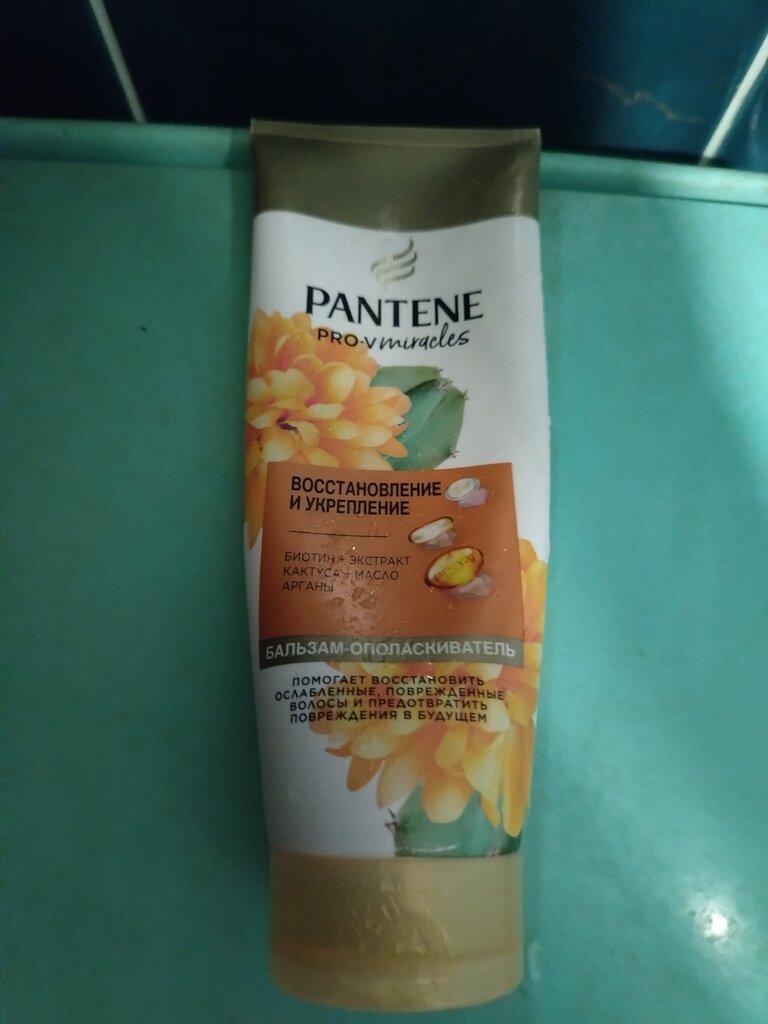 PANTENE
PRO-V miracles
ВОССТАНОВЛЕНИЕ
И УКРЕПЛЕНИЕ
БИОТИН + ЭКСТРАКТ
КАКТУСА + МАСЛО
АРГАНЫ
PRO-V
БАЛЬЗАМ-ОПОЛАСКИВАТЕЛЬ
ПОМОГАЕТ ВОССТАНОВИТЬ
ОСЛАБЛЕННЫЕ, ПОВРЕЖДЕННЫЕ
ВОЛОСЫ И ПРЕДОТВРАТИТЬ
ПОВРЕЖДЕНИЯ В БУДУЩЕМ